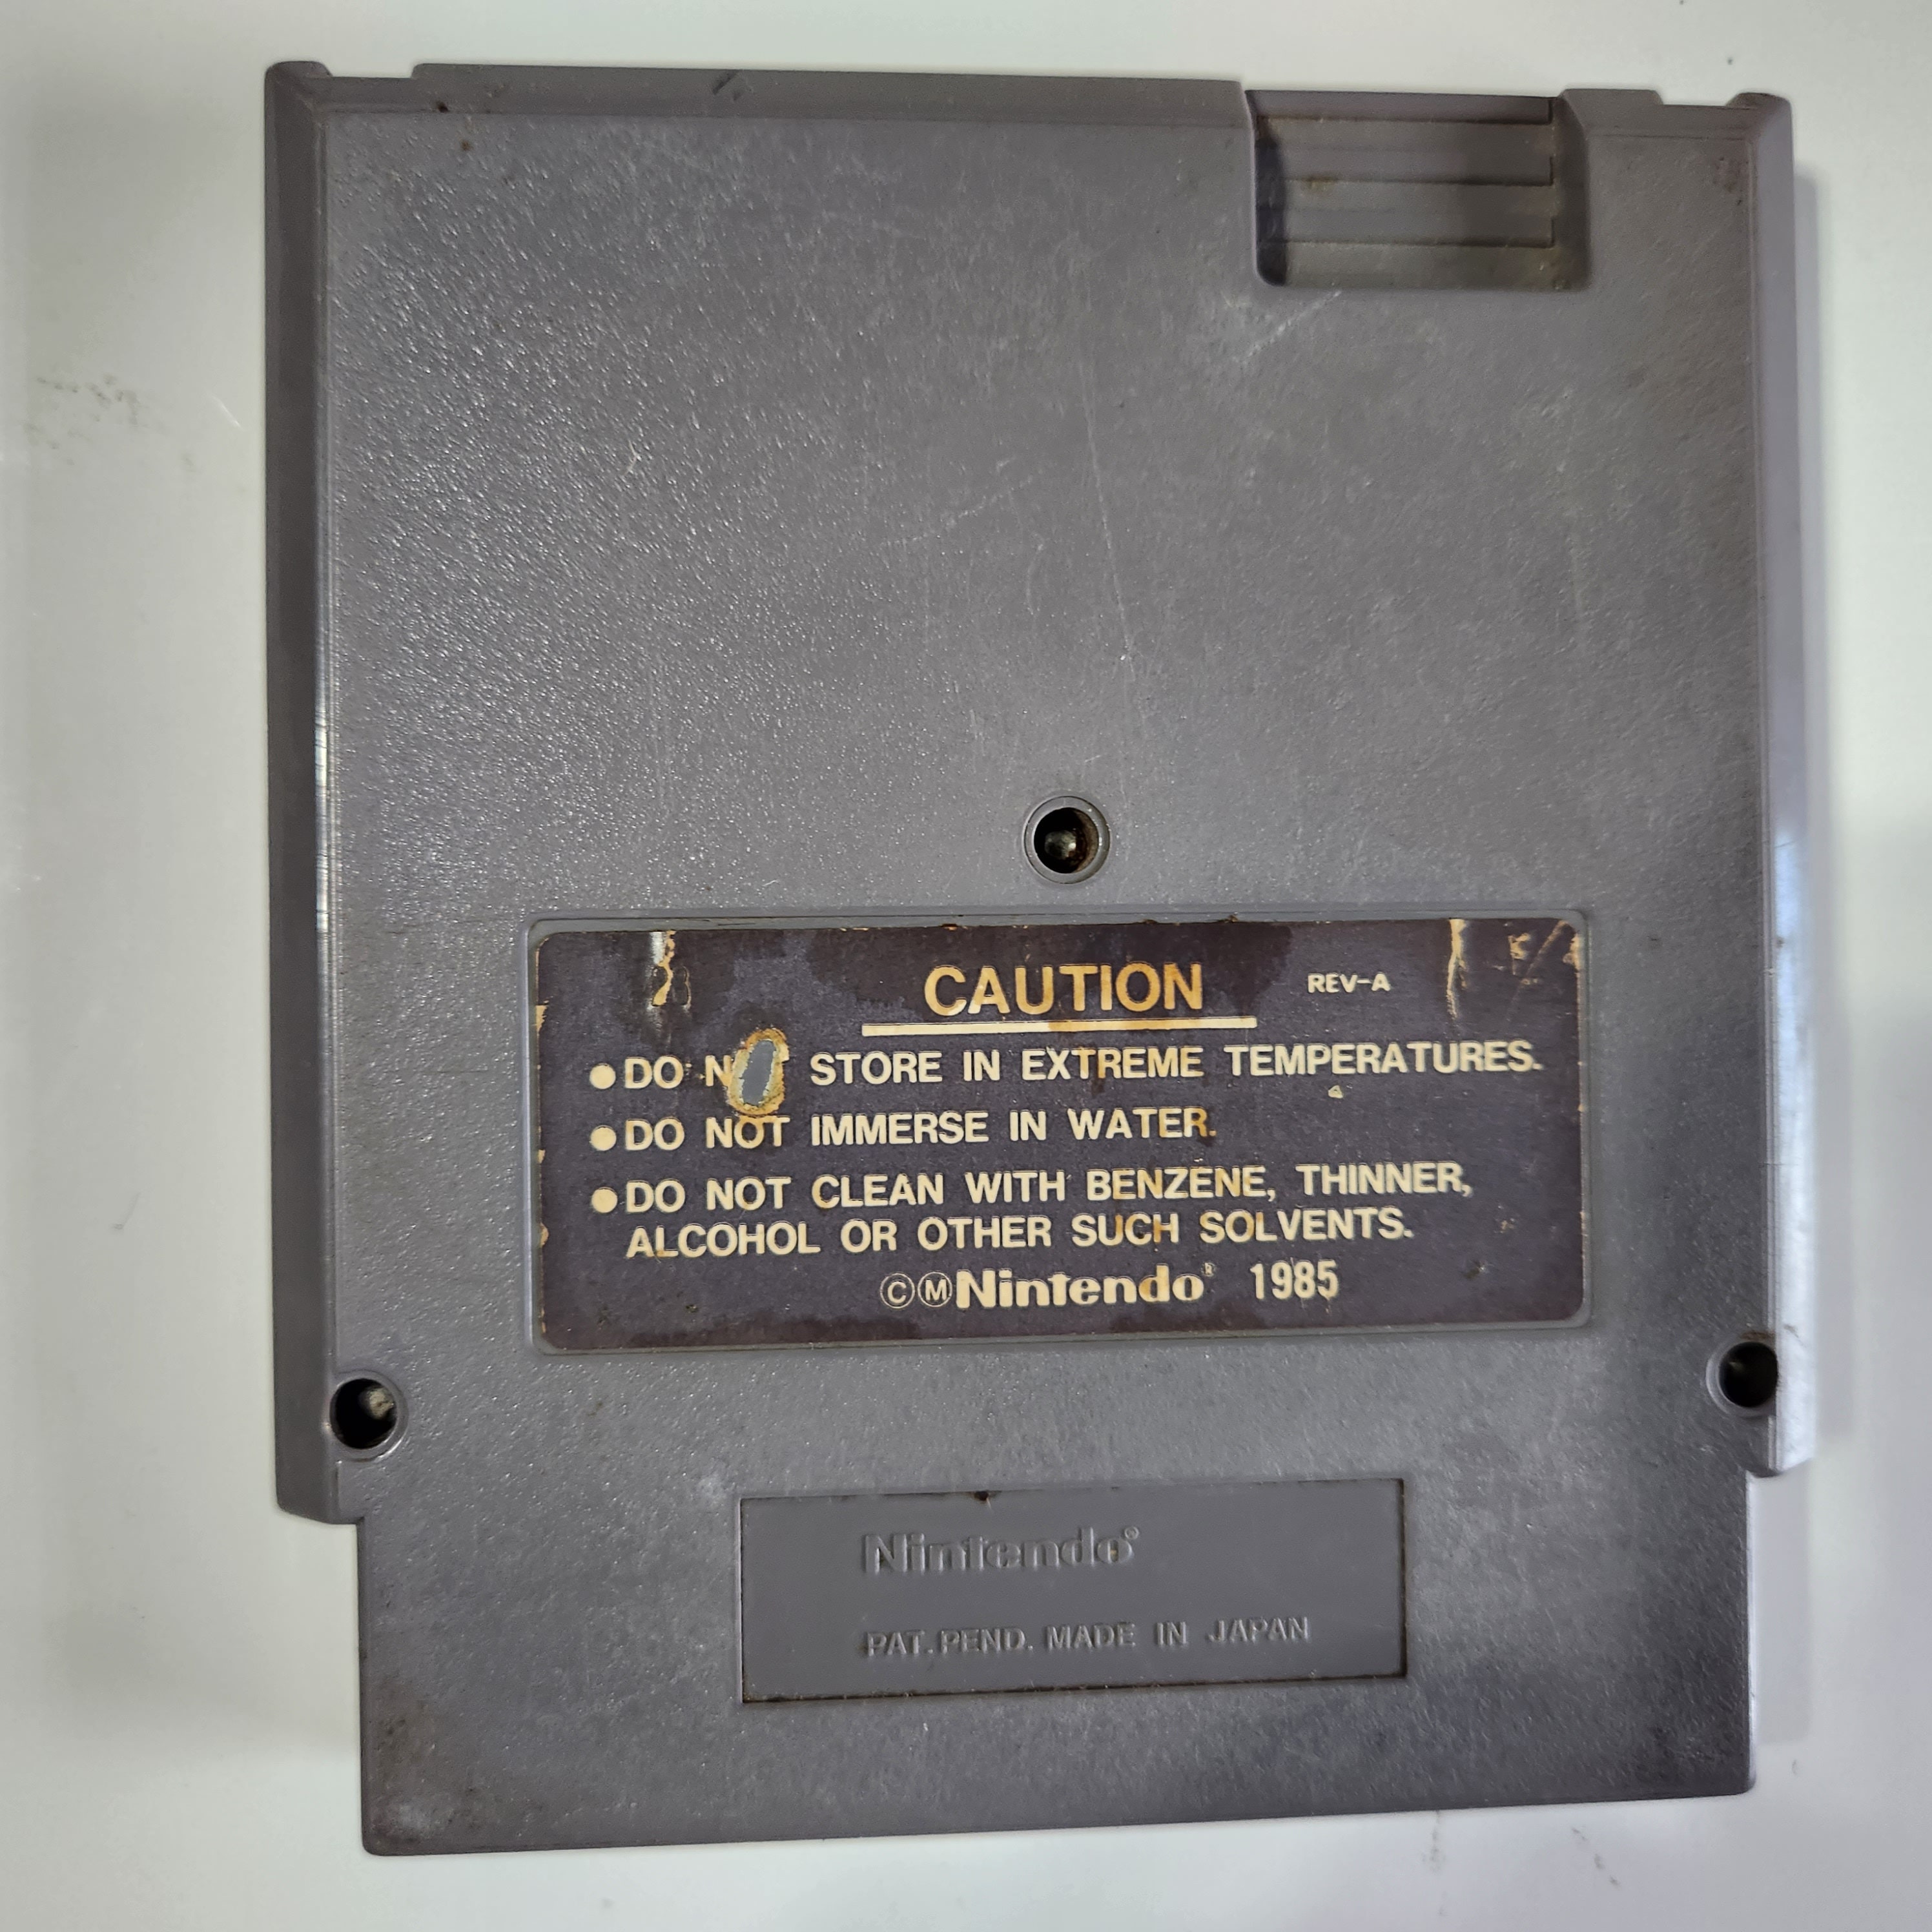 CAUTION REV-A
●DO N STORE IN EXTREME TEMPERATURES.
●DO NOT IMMERSE IN WATER.
●DO NOT CLEAN WITH BENZENE, THINNER,
ALCOHOL OR OTHER SUCH SOLVENTS.
©ⓂNintendo® 1985
Nintendo®
PAT. PEND. MADE IN JAPAN